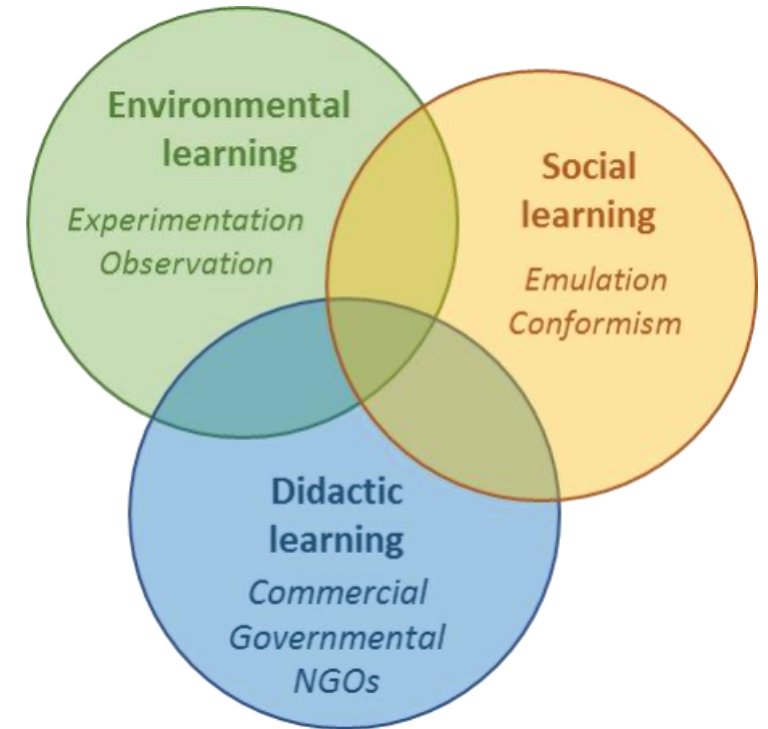 Environmental
learning
Experimentation
Observation
Social
learning
Emulation
Conformism
Didactic
learning
Commercial
Governmental
NGOs